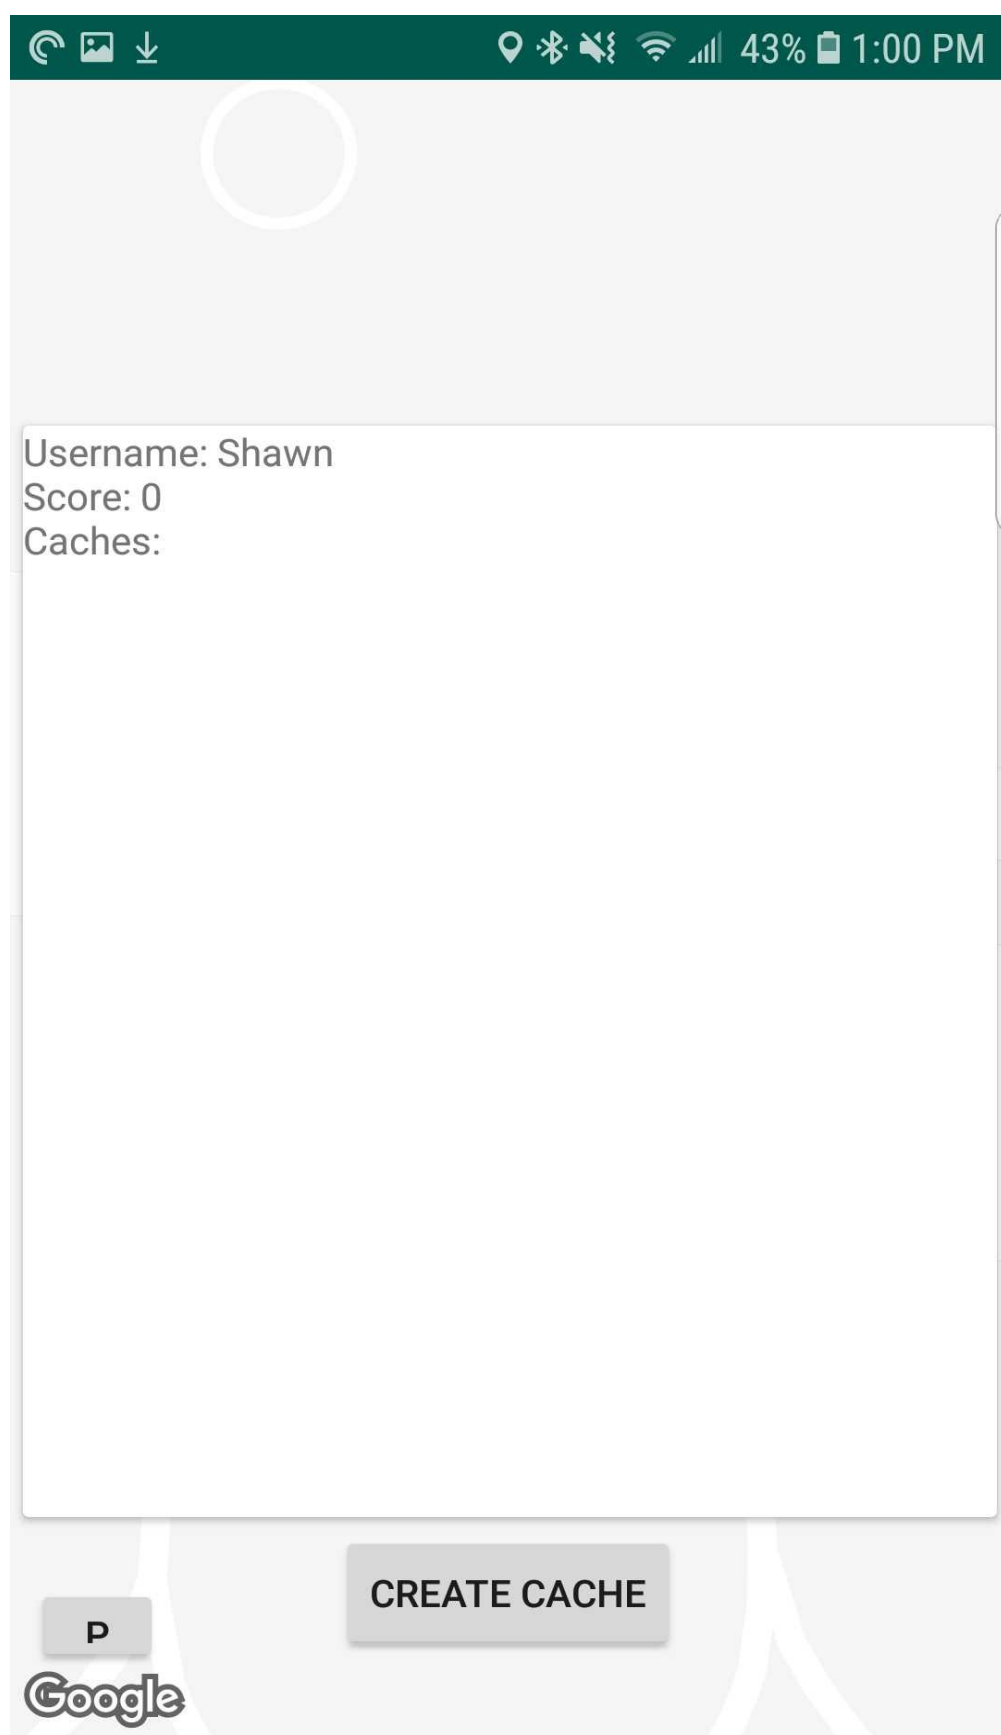 43% 1:00 PM
Username: Shawn
Score: 0
Caches:
CREATE CACHE
P
Google